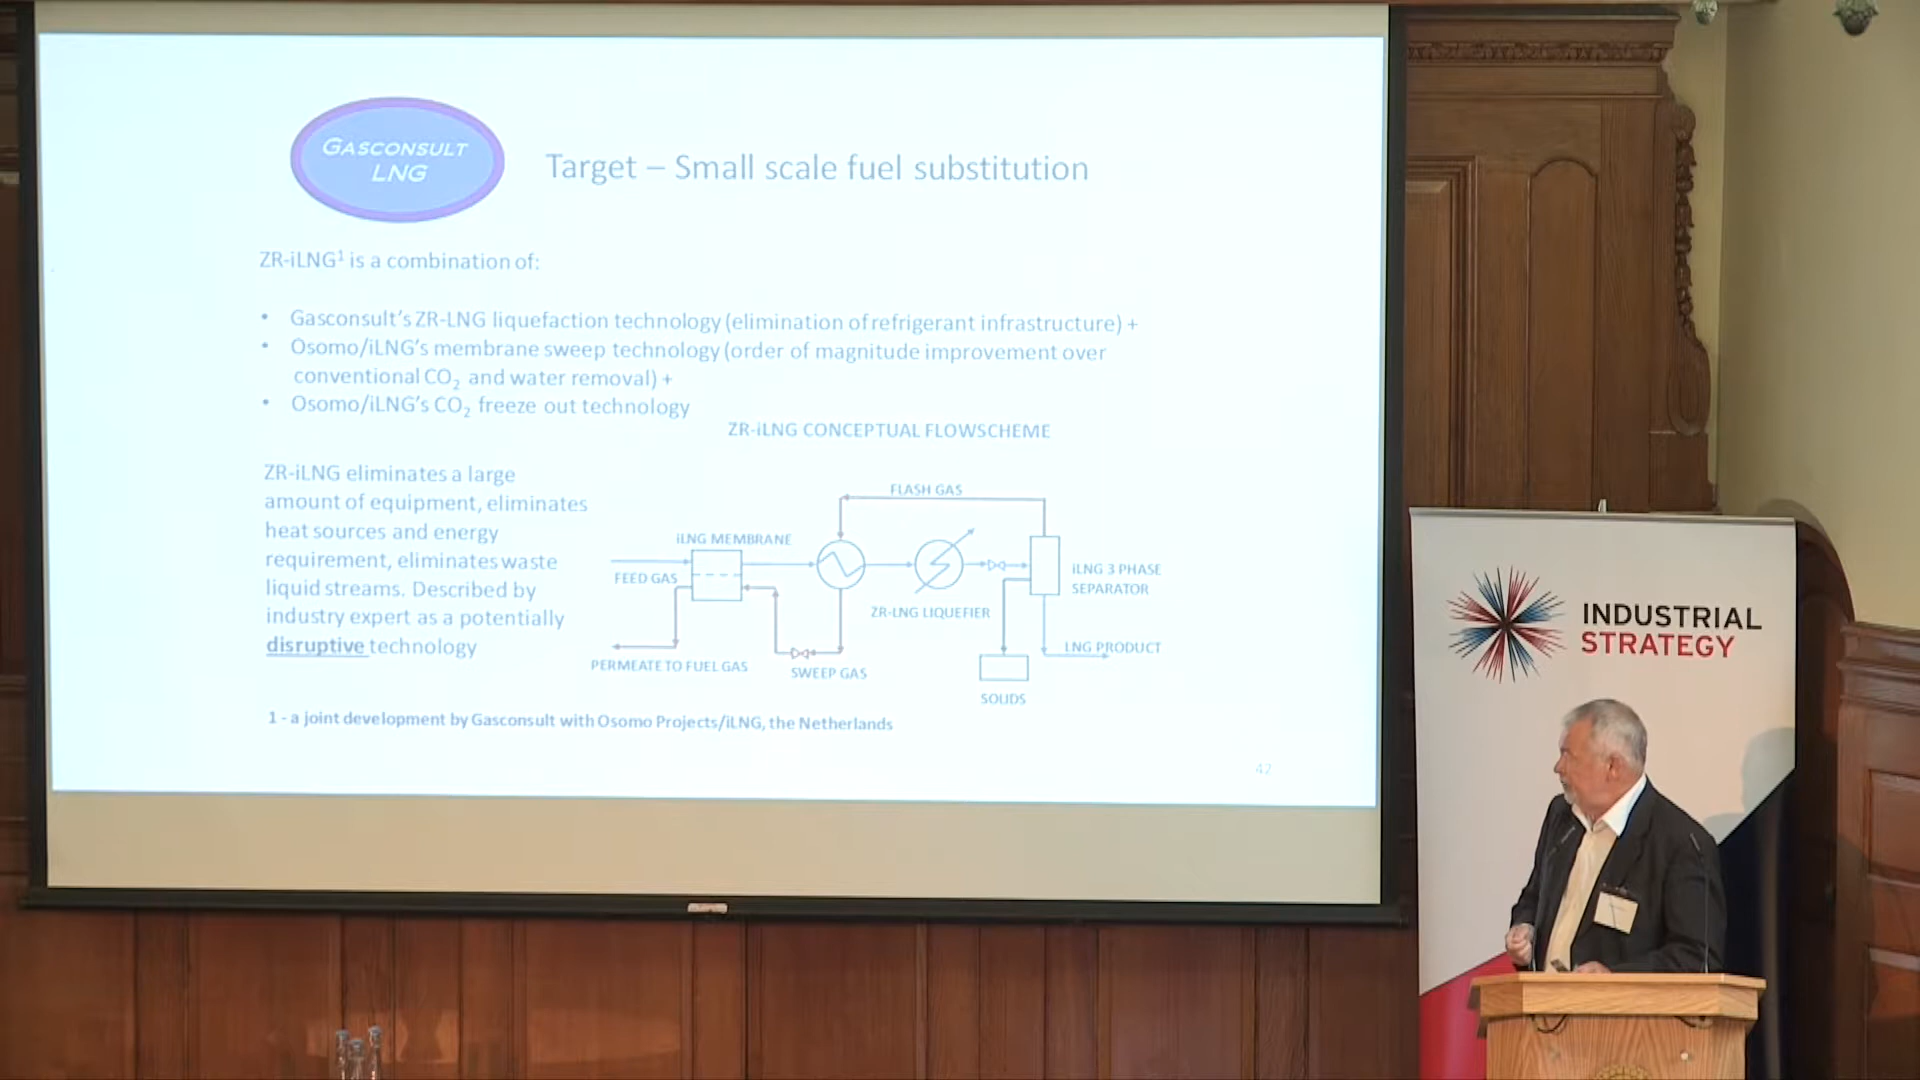 GASCONSULT
LNG
Target – Small scale fuel substitution
ZR-iLNG¹ is a combination of:
• Gasconsult's ZR-LNG liquefaction technology (elimination of refrigerant infrastructure) +
• Osomo/iLNG's membrane sweep technology (order of magnitude improvement over
conventional CO₂ and water removal) +
• Osomo/iLNG's CO₂ freeze out technology
ZR-iLNG CONCEPTUAL FLOWSCHEME
ZR-iLNG eliminates a large
amount of equipment, eliminates
heat sources and energy
requirement, eliminates waste
liquid streams. Described by
industry expert as a potentially
disruptive technology
FLASH GAS
iLNG MEMBRANE
FEED GAS
iLNG 3 PHASE
SEPARATOR
ZR-LNG LIQUEFIER
LNG PRODUCT
PERMEATE TO FUEL GAS
SWEEP GAS
SOLIDS
1 - a joint development by Gasconsult with Osomo Projects/iLNG, the Netherlands
42
INDUSTRIAL
STRATEGY